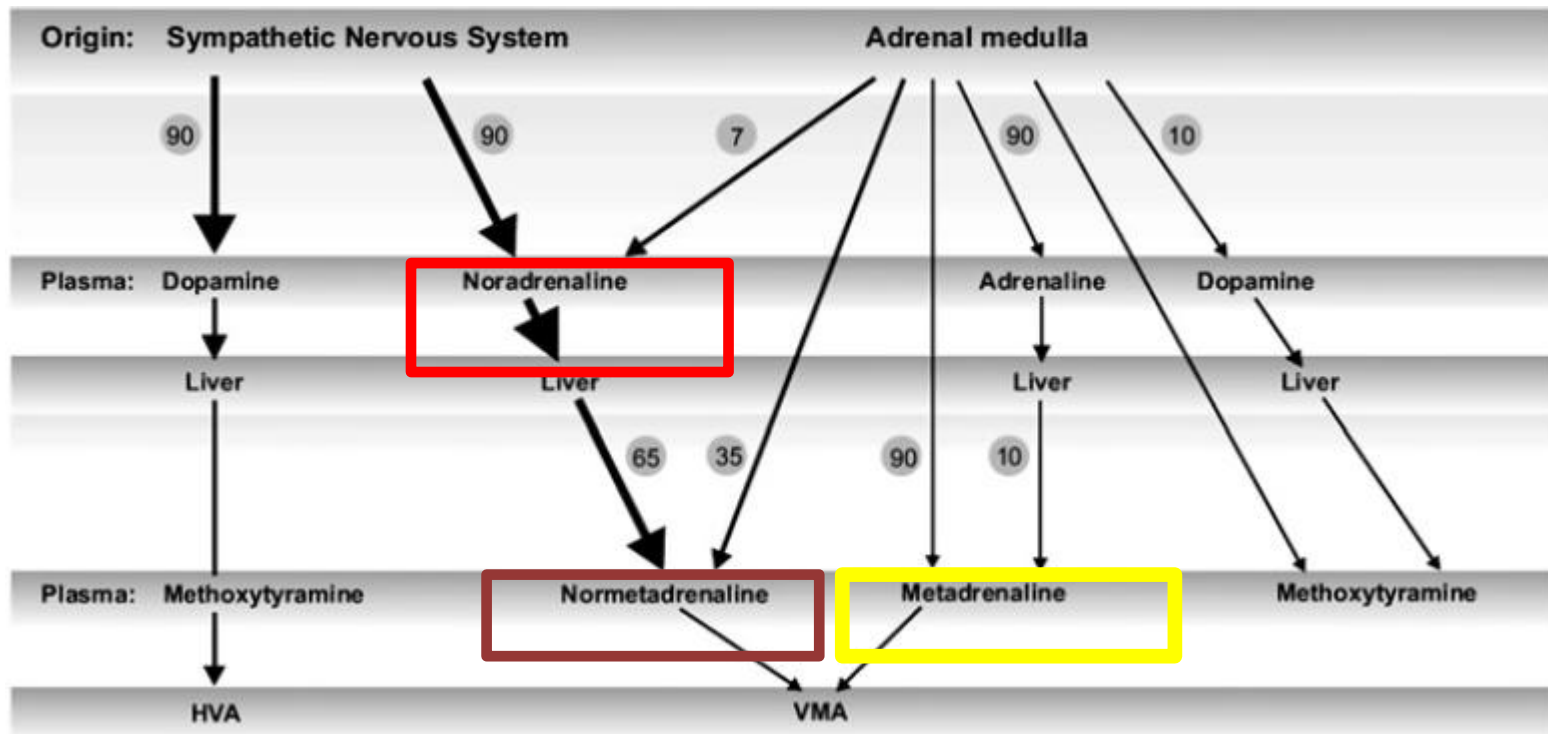 Origin: Sympathetic Nervous System Adrenal medulla
90 90 7 90 10
Plasma: Dopamine Noradrenaline Adrenaline Dopamine
Liver Liver Liver Liver
65 35 90 10
Plasma: Methoxytyramine Normetadrenaline Metadrenaline Methoxytyramine
HVA VMA